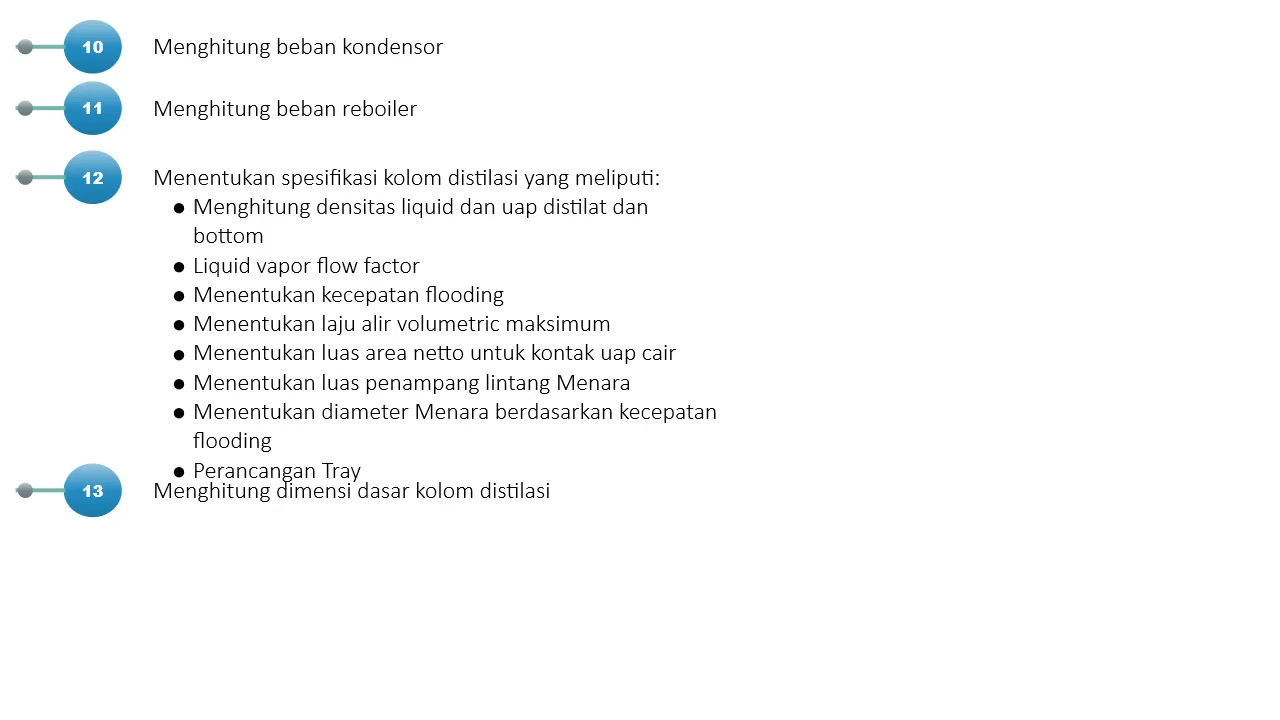 10 Menghitung beban kondensor
11 Menghitung beban reboiler
12 Menentukan spesifikasi kolom distilasi yang meliputi:
● Menghitung densitas liquid dan uap distilat dan
bottom
● Liquid vapor flow factor
● Menentukan kecepatan flooding
● Menentukan laju alir volumetric maksimum
● Menentukan luas area netto untuk kontak uap cair
● Menentukan luas penampang lintang Menara
● Menentukan diameter Menara berdasarkan kecepatan
flooding
● Perancangan Tray
13 Menghitung dimensi dasar kolom distilasi